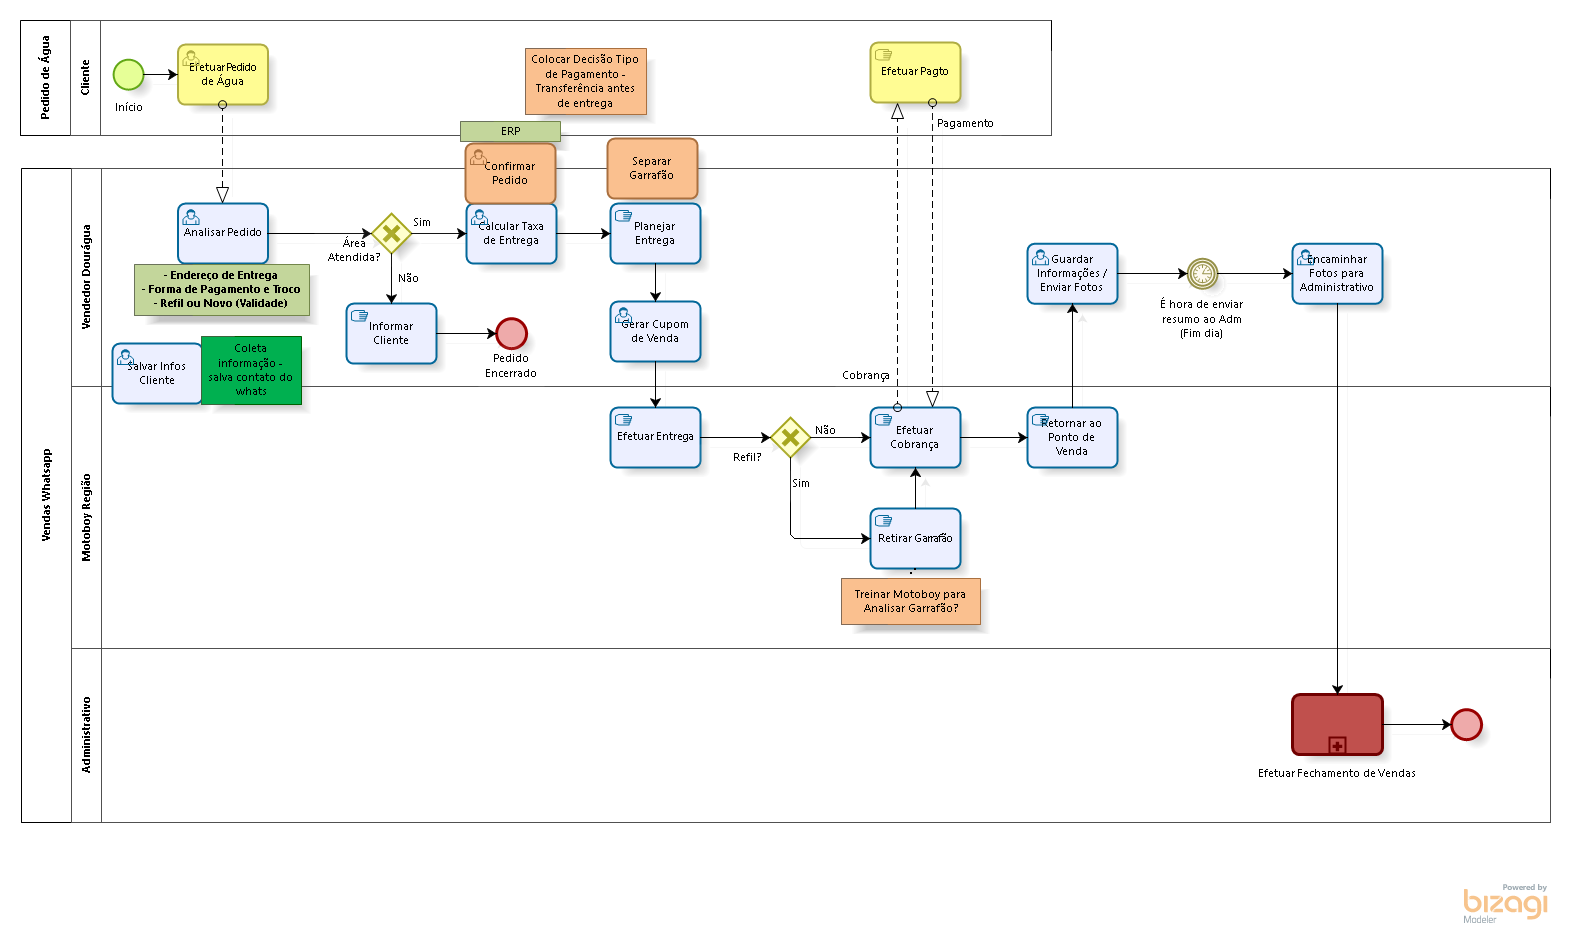 Pedido de Água
Cliente
Início
Efetuar Pedido
de Água
Colocar Decisão Tipo
de Pagamento -
Transferência antes
de entrega
Efetuar Pagto
Pagamento
ERP
Confirmar
Pedido
Separar
Garrafão
Vendas Whatsapp
Vendedor Dourágua
Analisar Pedido
- Endereço de Entrega
- Forma de Pagamento e Troco
- Refil ou Novo (Validade)
Área
Atendida?
Sim
Não
Calcular Taxa
de Entrega
Planejar
Entrega
Informar
Cliente
Pedido
Encerrado
Gerar Cupom
de Venda
Salvar Infos
Cliente
Coleta
informação -
salva contato do
whats
Guardar
Informações /
Enviar Fotos
É hora de enviar
resumo ao Adm
(Fim dia)
Encaminhar
Fotos para
Administrativo
Cobrança
Motoboy Região
Efetuar Entrega
Refil?
Não
Sim
Efetuar
Cobrança
Retornar ao
Ponto de
Venda
Retirar Garrafão
Treinar Motoboy para
Analisar Garrafão?
Administrativo
Efetuar Fechamento de Vendas
Powered by
bizagi
Modeler